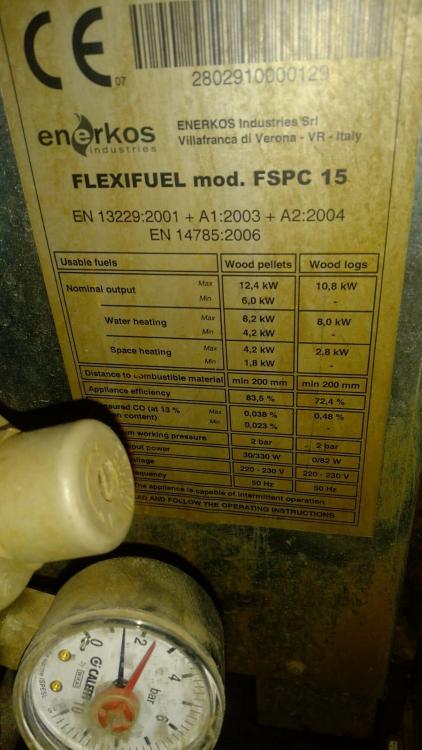 CE
07
2802910000129
enerkos
industries
ENERKOS Industries Srl
Villafranca di Verona - VR - Italy
FLEXIFUEL mod. FSPC 15
EN 13229:2001 + A1:2003 + A2:2004
EN 14785:2006
Usable fuels Wood pellets Wood logs
Nominal output Max 12,4 kW 10,8 kW
Min 6,0 kW -
Water heating Max 8,2 kW 8,0 kW
Min 4,2 kW -
Space heating Max 4,2 kW 2,8 kW
Min 1,8 kW -
Distance to combustible material min 200 mm min 200 mm
Appliance efficiency 83,5 % 72,4 %
CO (at 13 % Max 0,038 % 0,48 %
content) Min 0,023 % -
working pressure 2 bar 2 bar
power 30/330 W 0/82 W
220 - 230 V 220 - 230 V
50 Hz 50 Hz
The appliance is capable of intermittent operation
AND FOLLOW THE OPERATING INSTRUCTIONS
0 2 4 6 10
bar